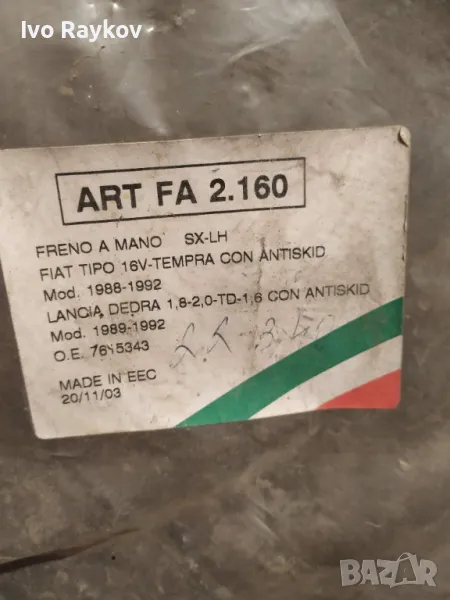 Ivo Raykov
ART FA 2.160
FRENO A MANO SX-LH
FIAT TIPO 16V-TEMPRA CON ANTISKID
Mod. 1988-1992
LANCIA DEDRA 1,8-2,0-TD-1,6 CON ANTISKID
Mod. 1989-1992
O.E. 7645343
MADE IN EEC
20/11/03
BAZAR